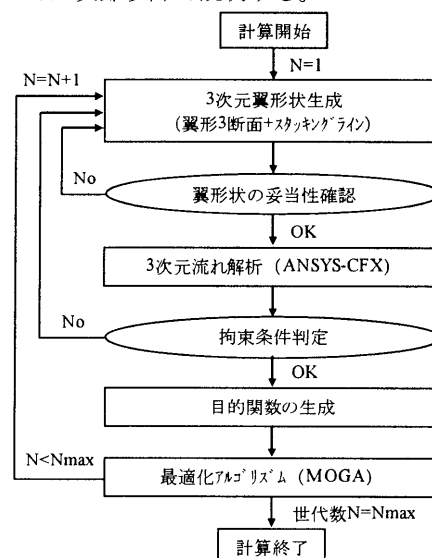 計算開始
N=1
N=N+1
3次元翼形状生成
(翼形3断面+スタッキングライン)
No
翼形状の妥当性確認
OK
3次元流れ解析 (ANSYS-CFX)
No
拘束条件判定
OK
目的関数の生成
N<Nmax
最適化アルゴリズム (MOGA)
世代数N=Nmax
計算終了